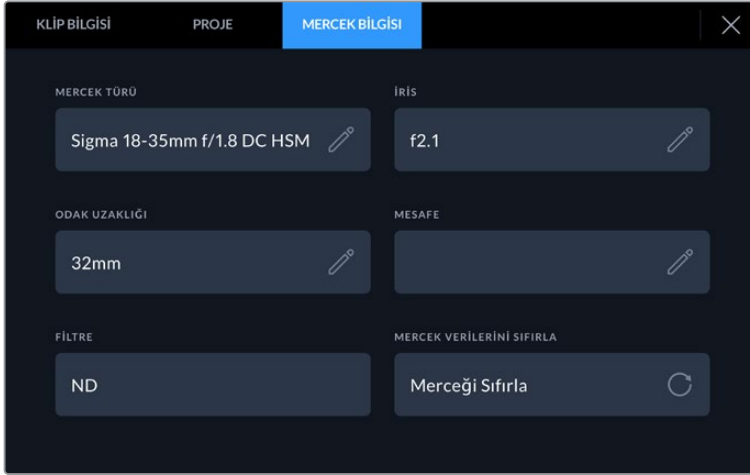 KLİP BİLGİSİ PROJE MERCEK BİLGİSI
MERCEK TÜRÜ İRİS
Sigma 18-35mm f/1.8 DC HSM f2.1
ODAK UZAKLIĞI MESAFE
32mm
FİLTRE MERCEK VERİLERİNİ SIFIRLA
ND Merceği Sıfırla